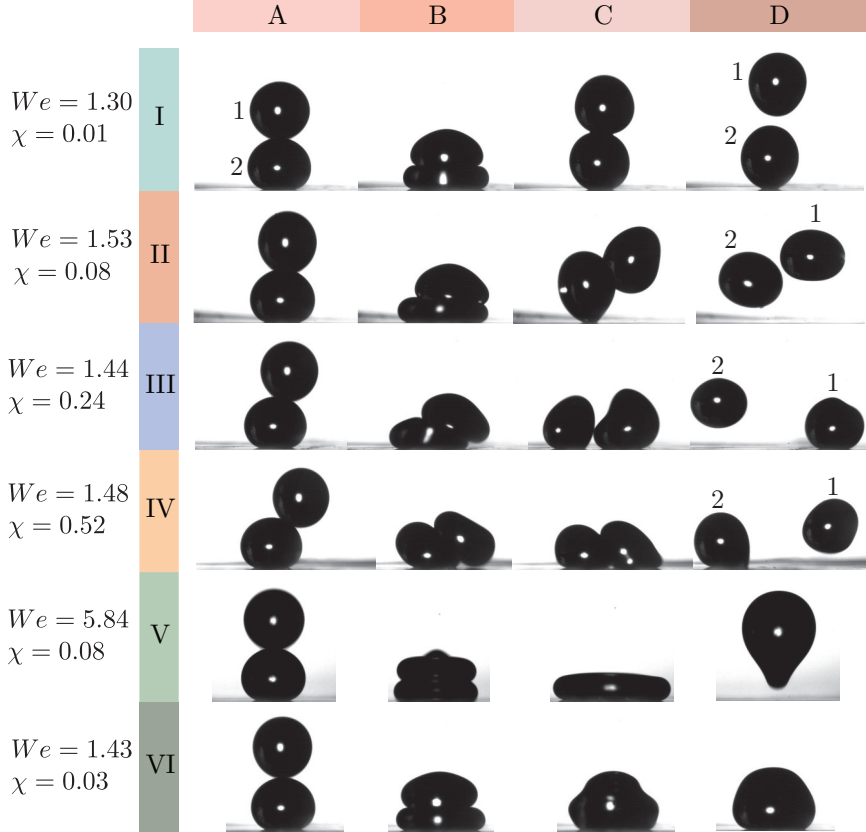 A B C D
We = 1.30
χ = 0.01
I
1
2
1
2
We = 1.53
χ = 0.08
II
2
1
We = 1.44
χ = 0.24
III
2
1
We = 1.48
χ = 0.52
IV
2
1
We = 5.84
χ = 0.08
V
We = 1.43
χ = 0.03
VI